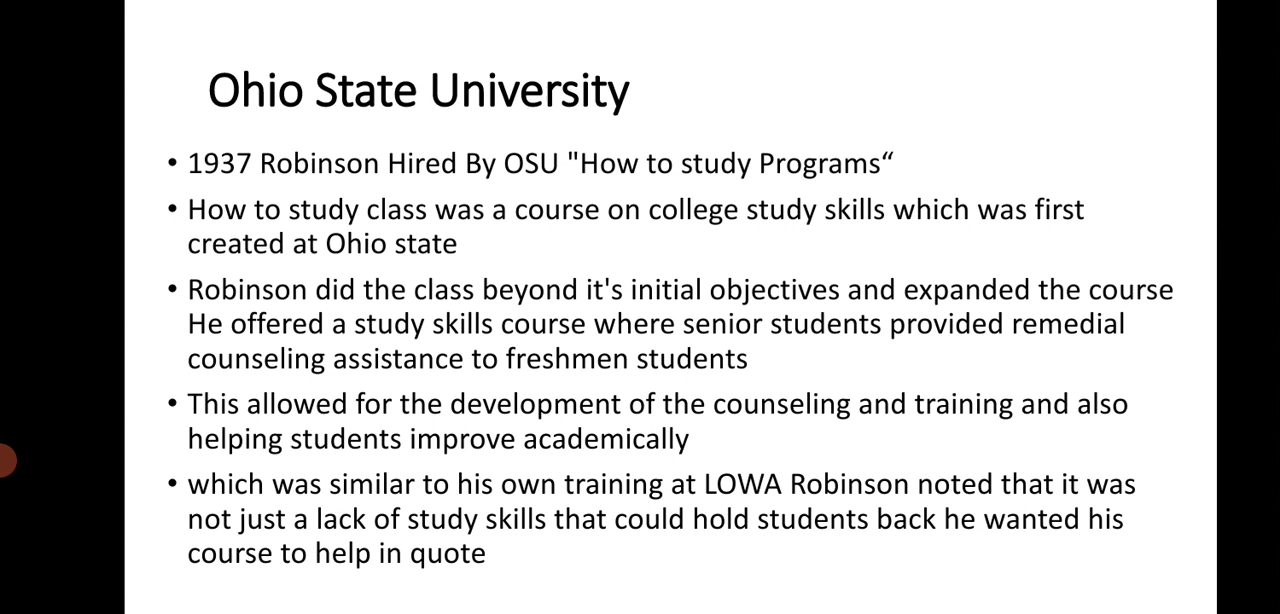 Ohio State University
• 1937 Robinson Hired By OSU "How to study Programs“
• How to study class was a course on college study skills which was first
created at Ohio state
• Robinson did the class beyond it's initial objectives and expanded the course
He offered a study skills course where senior students provided remedial
counseling assistance to freshmen students
• This allowed for the development of the counseling and training and also
helping students improve academically
• which was similar to his own training at LOWA Robinson noted that it was
not just a lack of study skills that could hold students back he wanted his
course to help in quote